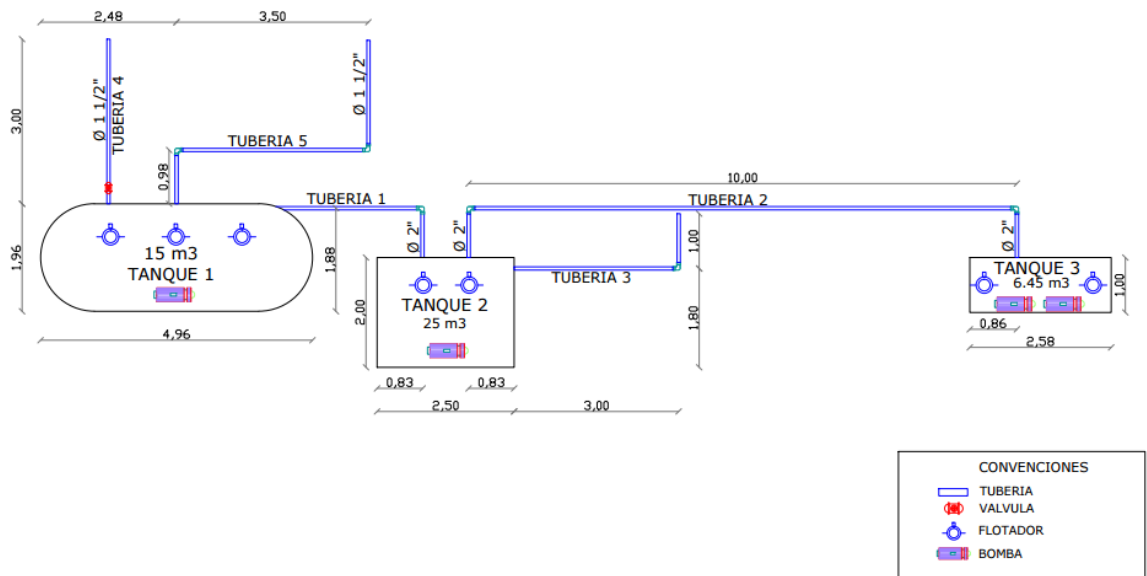 2,48
3,50
3,00
Ø 1 1/2"
TUBERIA 4
Ø 1 1/2"
TUBERIA 5
0,98
10,00
TUBERIA 1
TUBERIA 2
Ø 2"
Ø 2"
Ø 2"
1,00
1,96
15 m3
TANQUE 1
1,88
TUBERIA 3
TANQUE 3
6.45 m3
1,00
2,00
TANQUE 2
25 m3
1,80
0,86
4,96
2,58
0,83
0,83
2,50
3,00
CONVENCIONES
TUBERIA
VALVULA
FLOTADOR
BOMBA